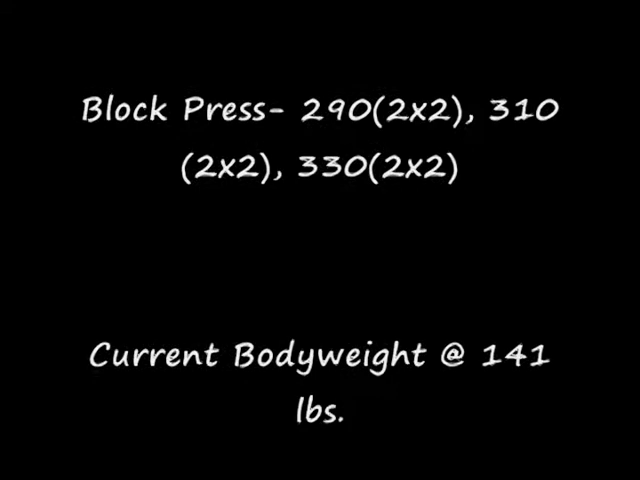 Block Press- 290(2x2), 310
(2x2), 330(2x2)
Current Bodyweight @ 141
lbs.